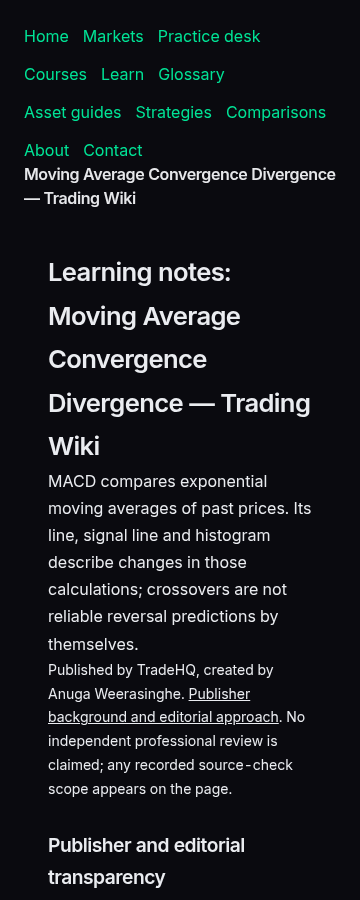 Home Markets Practice desk
Courses Learn Glossary
Asset guides Strategies Comparisons
About Contact
Moving Average Convergence Divergence
— Trading Wiki
Learning notes:
Moving Average
Convergence
Divergence — Trading
Wiki
MACD compares exponential
moving averages of past prices. Its
line, signal line and histogram
describe changes in those
calculations; crossovers are not
reliable reversal predictions by
themselves.
Published by TradeHQ, created by
Anuga Weerasinghe. Publisher
background and editorial approach. No
independent professional review is
claimed; any recorded source-check
scope appears on the page.
Publisher and editorial
transparency